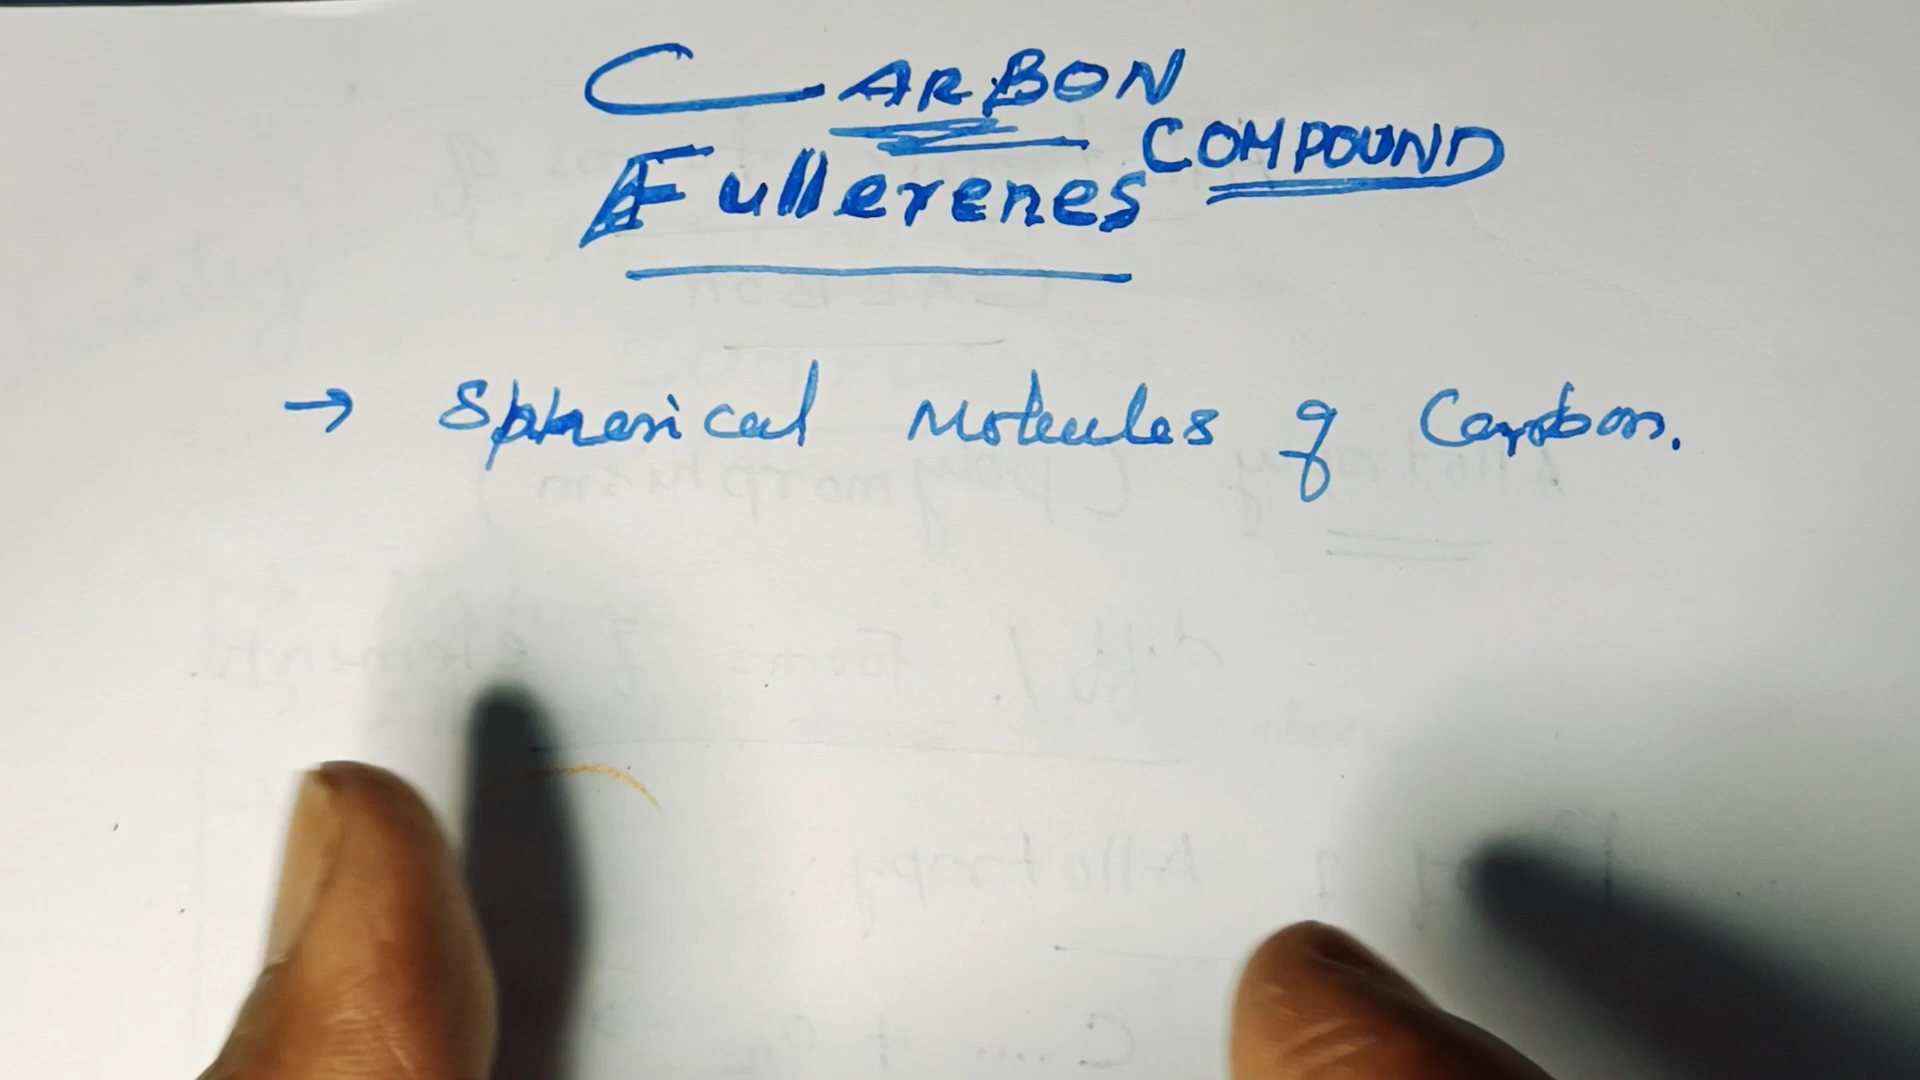 CARBON
COMPOUND
Fullerenes
→ Spherical Molecules of Carbon.